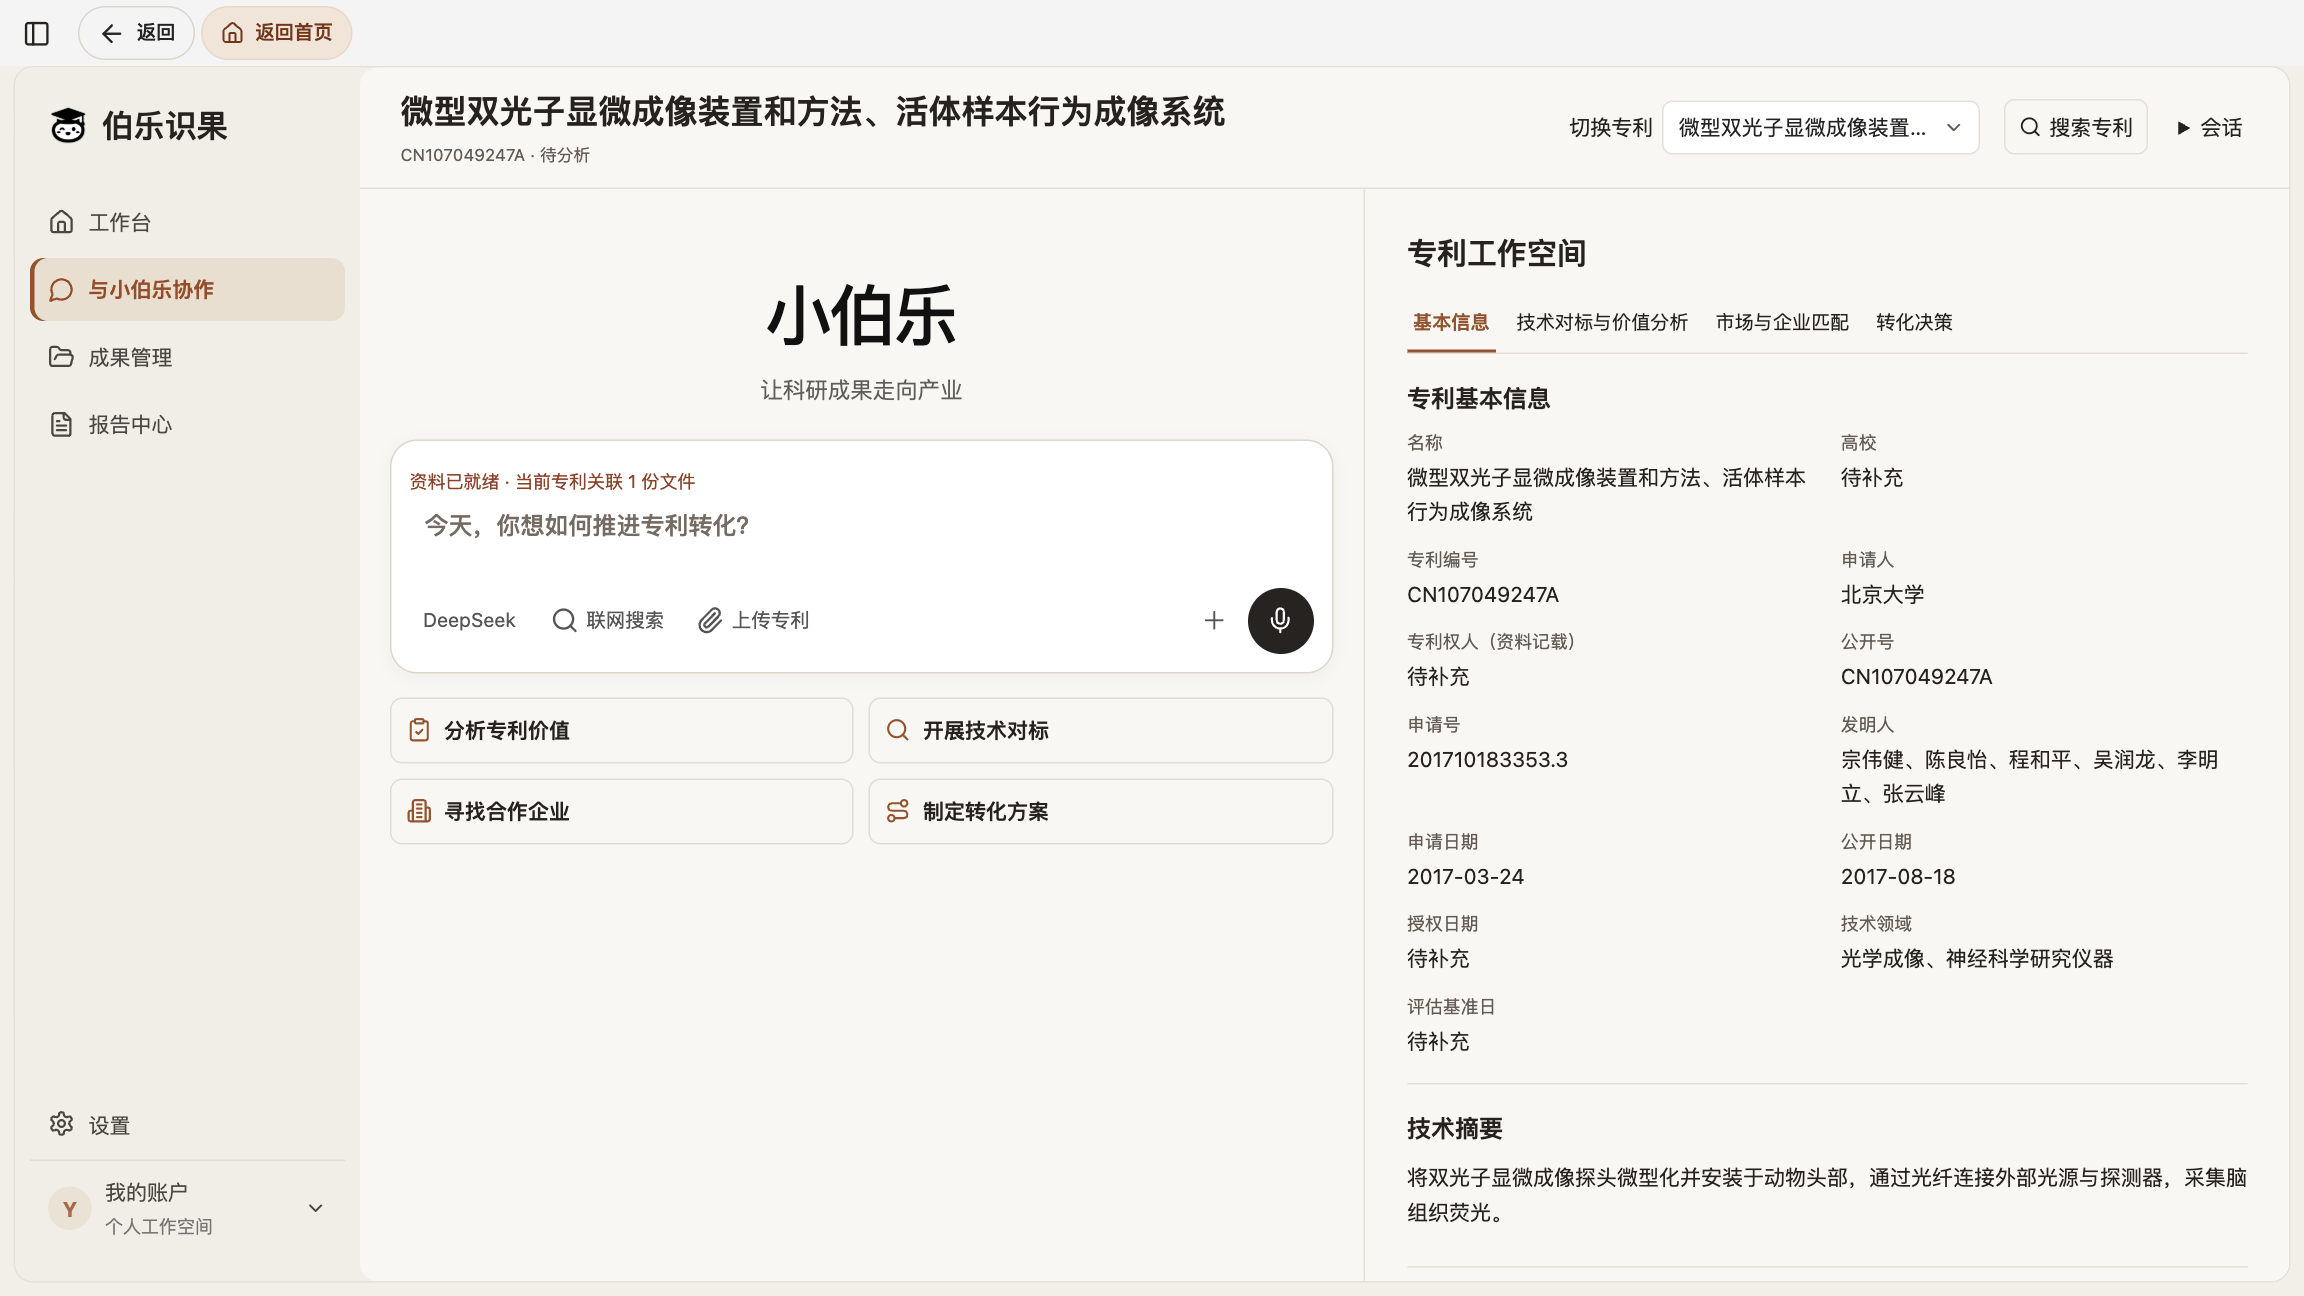 返回
返回首页
伯乐识果
工作台
与小伯乐协作
成果管理
报告中心
设置
Y
我的账户
个人工作空间
微型双光子显微成像装置和方法、活体样本行为成像系统
CN107049247A · 待分析
切换专利
微型双光子显微成像装置...
搜索专利
▶ 会话
小伯乐
让科研成果走向产业
资料已就绪 · 当前专利关联 1 份文件
今天，你想如何推进专利转化?
DeepSeek
联网搜索
上传专利
分析专利价值
开展技术对标
寻找合作企业
制定转化方案
专利工作空间
基本信息
技术对标与价值分析
市场与企业匹配
转化决策
专利基本信息
名称
微型双光子显微成像装置和方法、活体样本
行为成像系统
高校
待补充
专利编号
CN107049247A
申请人
北京大学
专利权人（资料记载）
待补充
公开号
CN107049247A
申请号
201710183353.3
发明人
宗伟健、陈良怡、程和平、吴润龙、李明
立、张云峰
申请日期
2017-03-24
公开日期
2017-08-18
授权日期
待补充
技术领域
光学成像、神经科学研究仪器
评估基准日
待补充
技术摘要
将双光子显微成像探头微型化并安装于动物头部，通过光纤连接外部光源与探测器，采集脑
组织荧光。